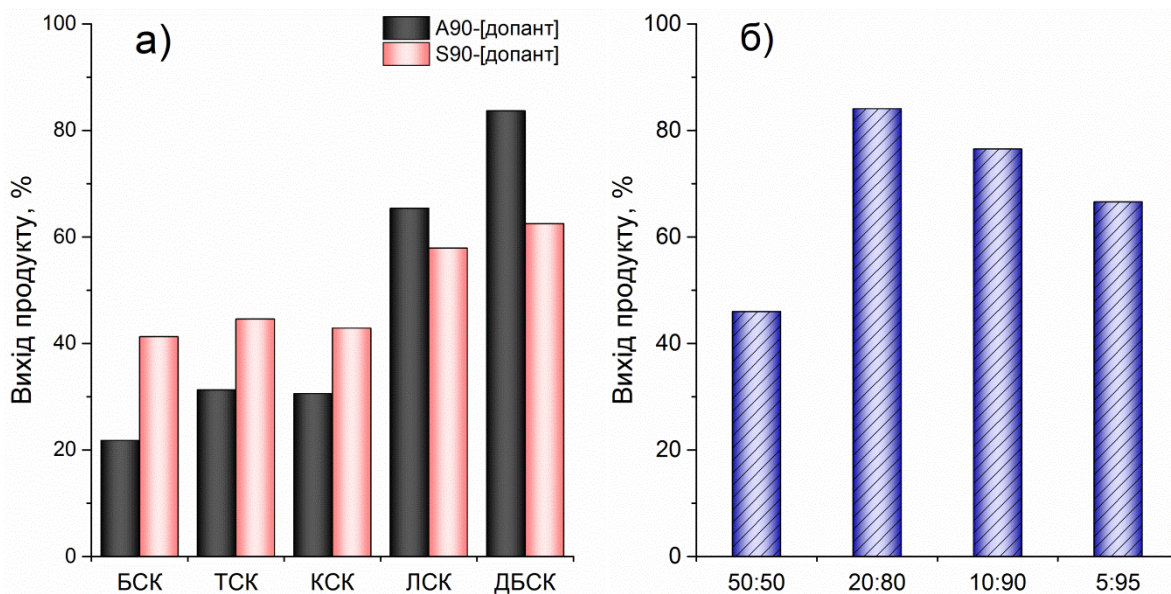 а)
A90-[допант]
S90-[допант]
Вихід продукту, %
100
80
60
40
20
0
БСК ТСК КСК ЛСК ДБСК
б)
Вихід продукту, %
100
80
60
40
20
0
50:50 20:80 10:90 5:95